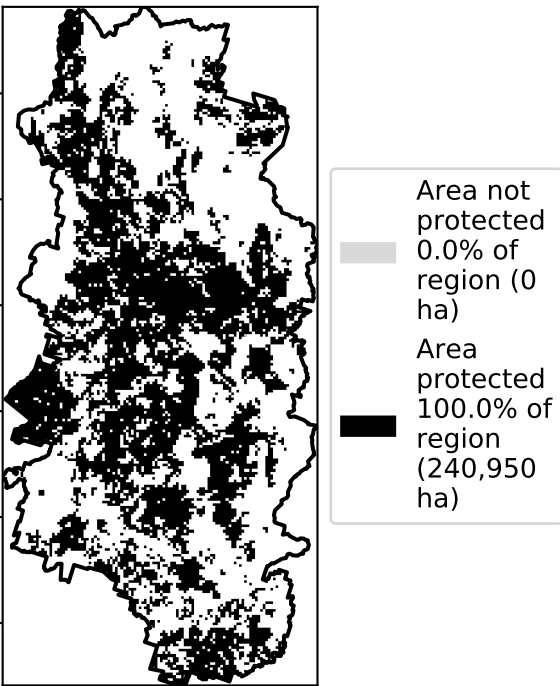 Area not
protected
0.0% of
region (0
ha)
Area
protected
100.0% of
region
(240,950
ha)